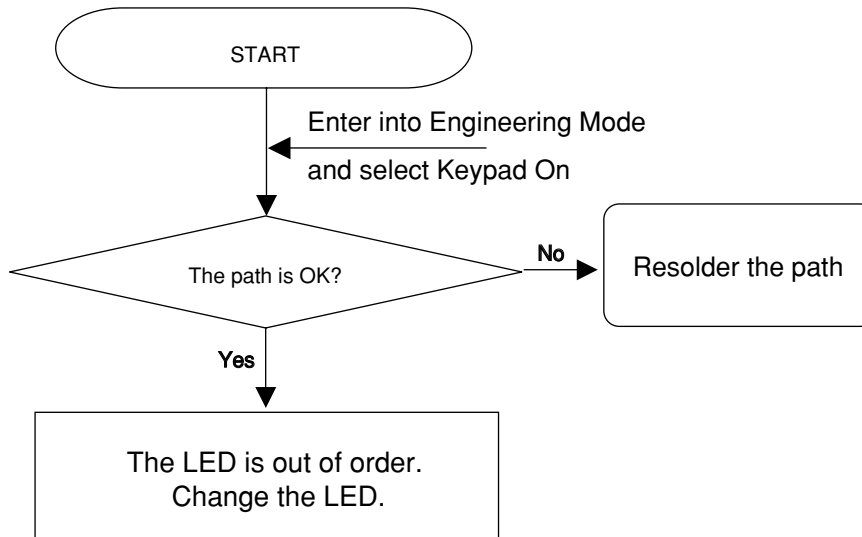 START
Enter into Engineering Mode
and select Keypad On
The path is OK?
No
Resolder the path
Yes
The LED is out of order.
Change the LED.